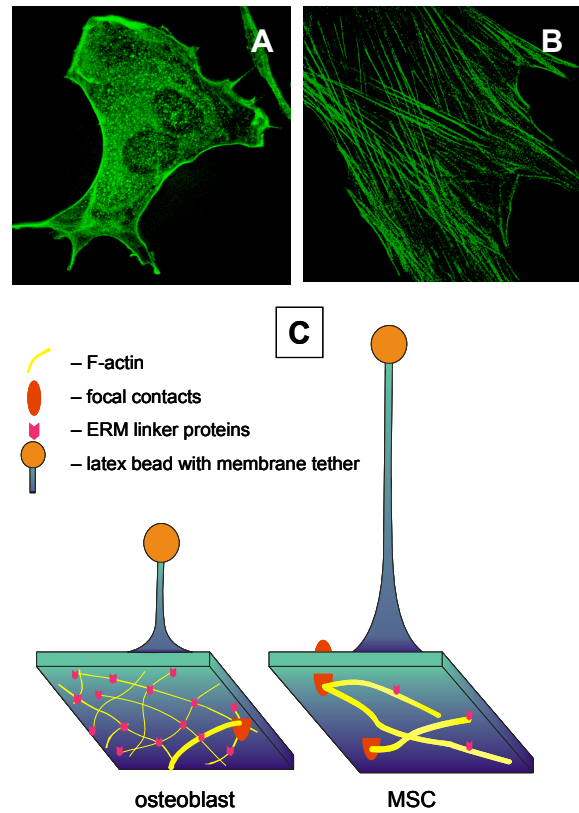 A
B
C
– F-actin
– focal contacts
– ERM linker proteins
– latex bead with membrane tether
osteoblast
MSC